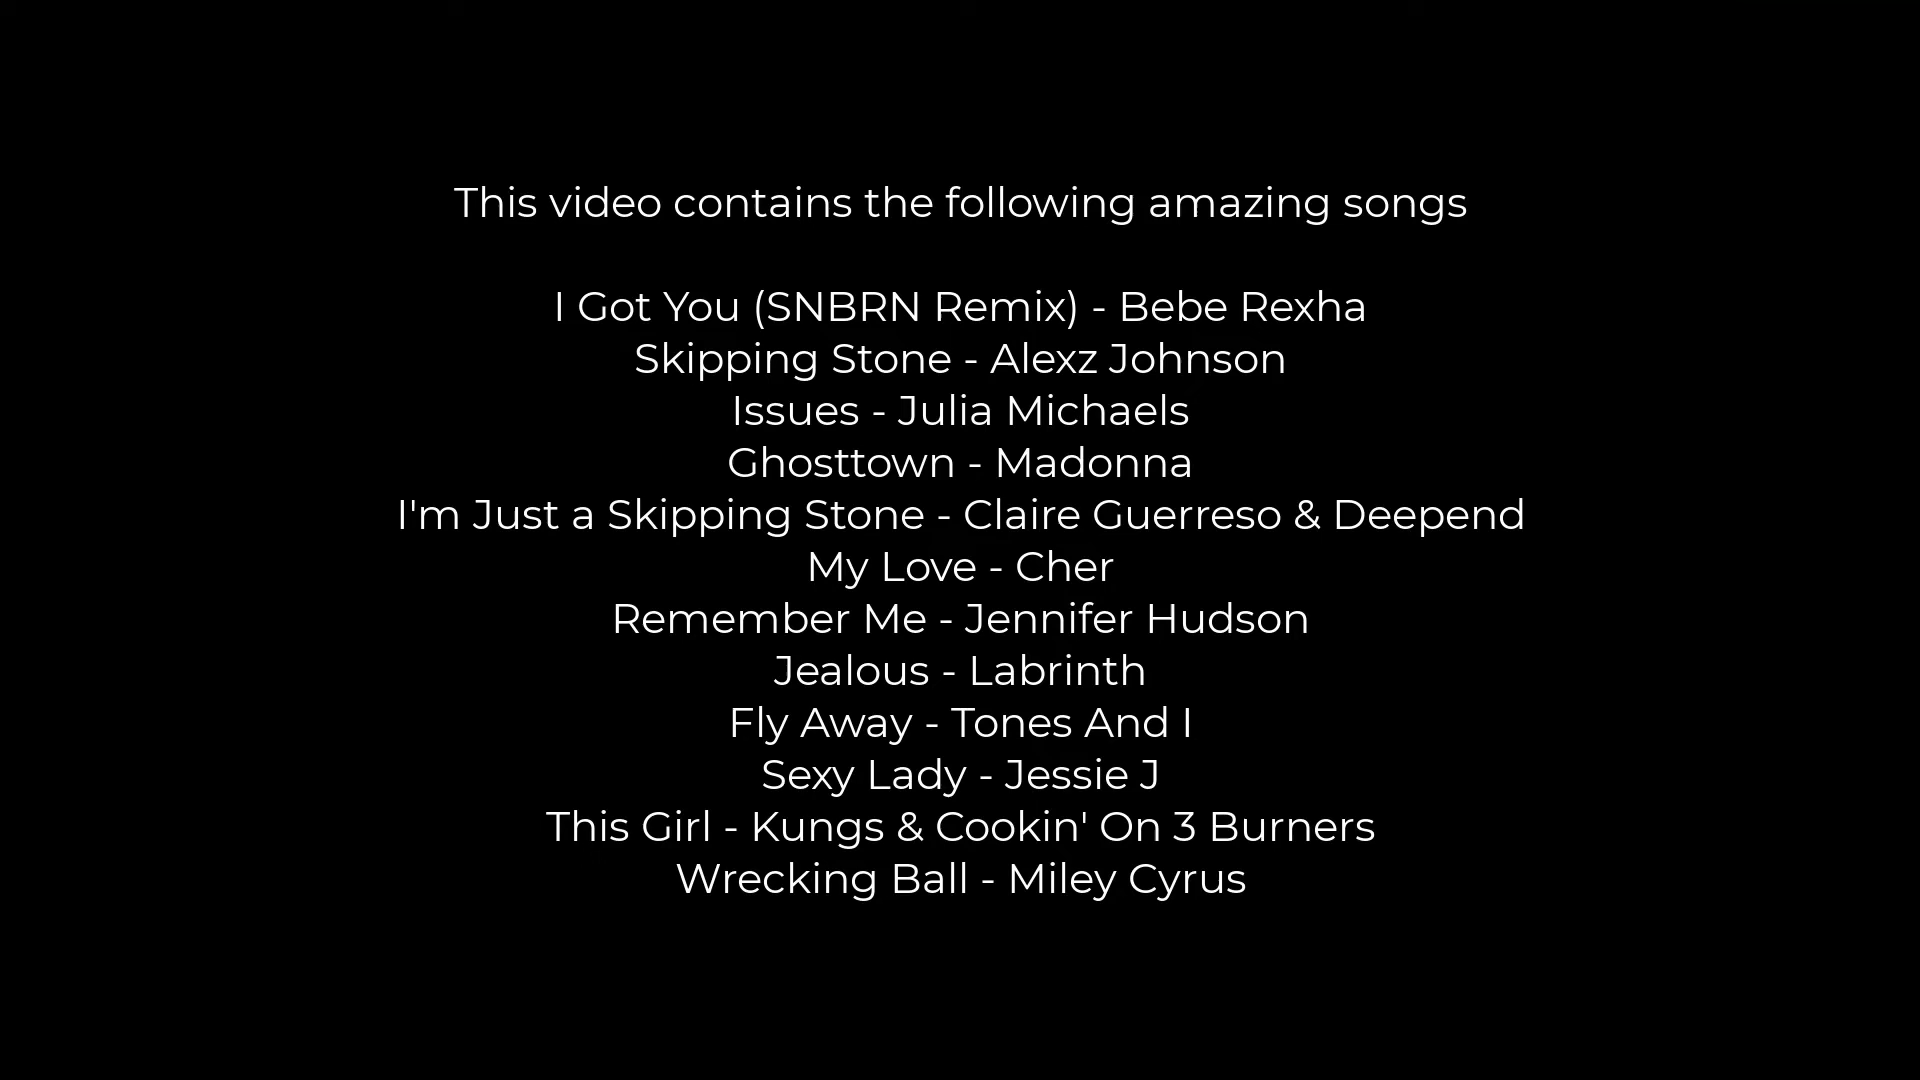 This video contains the following amazing songs
I Got You (SNBRN Remix) - Bebe Rexha
Skipping Stone - Alexz Johnson
Issues - Julia Michaels
Ghosttown - Madonna
I'm Just a Skipping Stone - Claire Guerreso & Deepend
My Love - Cher
Remember Me - Jennifer Hudson
Jealous - Labrinth
Fly Away - Tones And I
Sexy Lady - Jessie J
This Girl - Kungs & Cookin' On 3 Burners
Wrecking Ball - Miley Cyrus